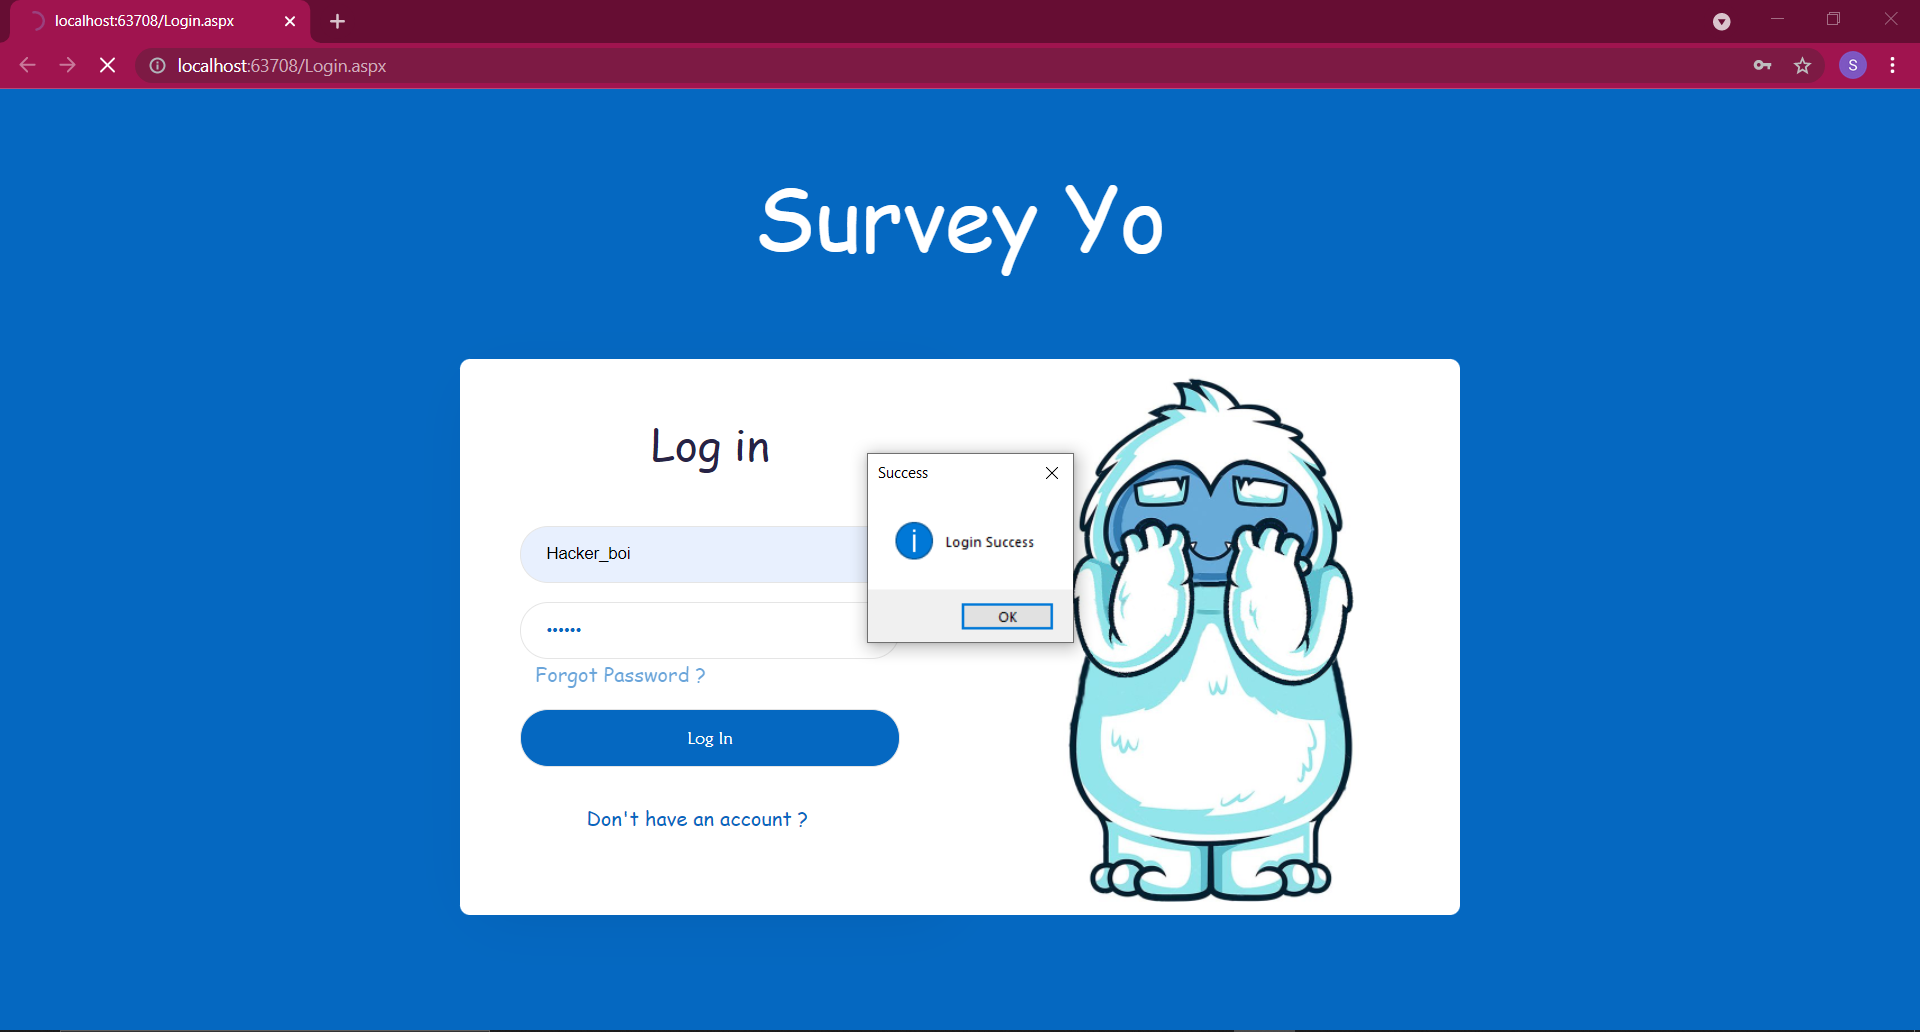 localhost:63708/Login.aspx
localhost:63708/Login.aspx
S
Survey Yo
Log in
Hacker_boi
••••••
Forgot Password ?
Log In
Don't have an account ?
Success
Login Success
OK